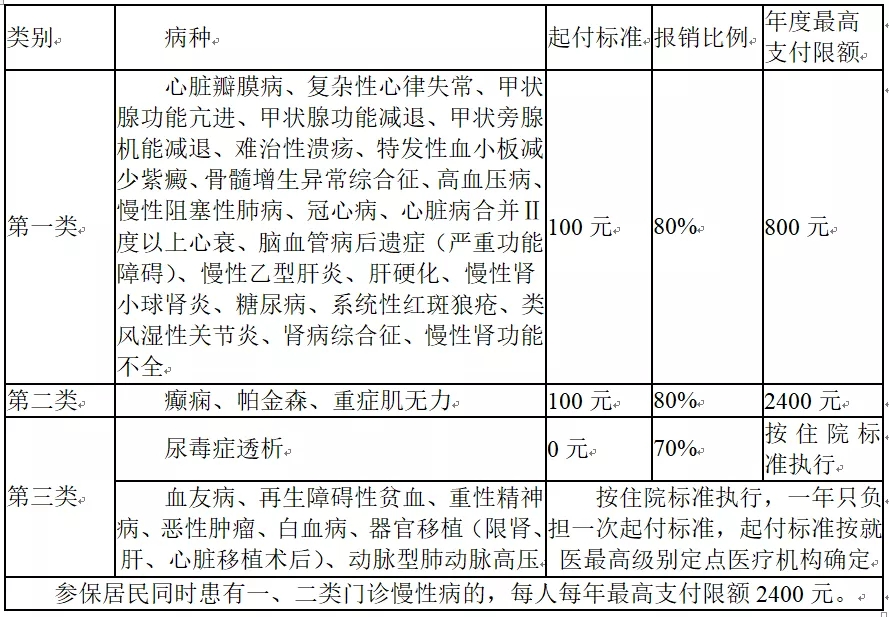 类别 病种 起付标准 报销比例 年度最高
支付限额
第一类
心脏瓣膜病、复杂性心律失常、甲状
腺功能亢进、甲状腺功能减退、甲状旁腺
机能减退、难治性溃疡、特发性血小板减
少紫癜、骨髓增生异常综合征、高血压病、
慢性阻塞性肺病、冠心病、心脏病合并Ⅱ
度以上心衰、脑血管病后遗症（严重功能
障碍）、慢性乙型肝炎、肝硬化、慢性肾
小球肾炎、糖尿病、系统性红斑狼疮、类
风湿性关节炎、肾病综合征、慢性肾功能
不全
100 元 80% 800 元
第二类 癫痫、帕金森、重症肌无力 100 元 80% 2400 元
第三类
尿毒症透析 0 元 70% 按住院标
准执行
血友病、再生障碍性贫血、重性精神
病、恶性肿瘤、白血病、器官移植（限肾、
肝、心脏移植术后）、动脉型肺动脉高压
按住院标准执行，一年只负
担一次起付标准，起付标准按就
医最高级别定点医疗机构确定
参保居民同时患有一、二类门诊慢性病的，每人每年最高支付限额 2400 元。